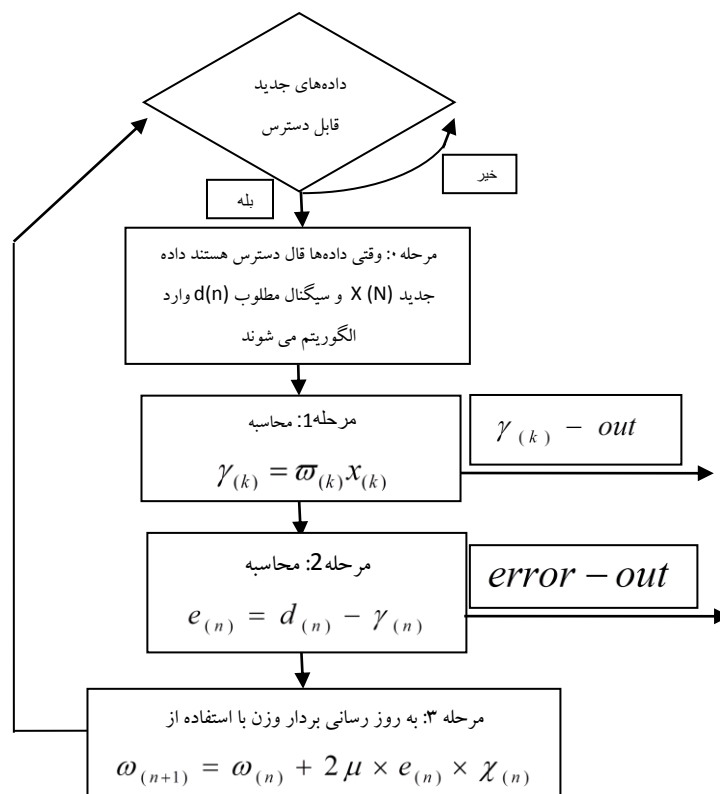 داده‌های جدید
قابل دسترس
خیر
بله
مرحله ۰: وقتی داده‌ها قال دسترس هستند داده
جدید X (N) و سیگنال مطلوب d(n) وارد
الگوریتم می شوند
مرحله1: محاسبه
γ(k) = ϖ(k)x(k)
γ(k) − out
مرحله2: محاسبه
e(n) = d(n) − γ(n)
error − out
مرحله ۳: به روز رسانی بردار وزن با استفاده از
ω(n+1) = ω(n) + 2μ × e(n) × χ(n)